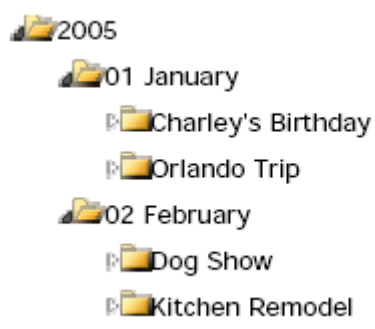 2005
01 January
Charley's Birthday
Orlando Trip
02 February
Dog Show
Kitchen Remodel